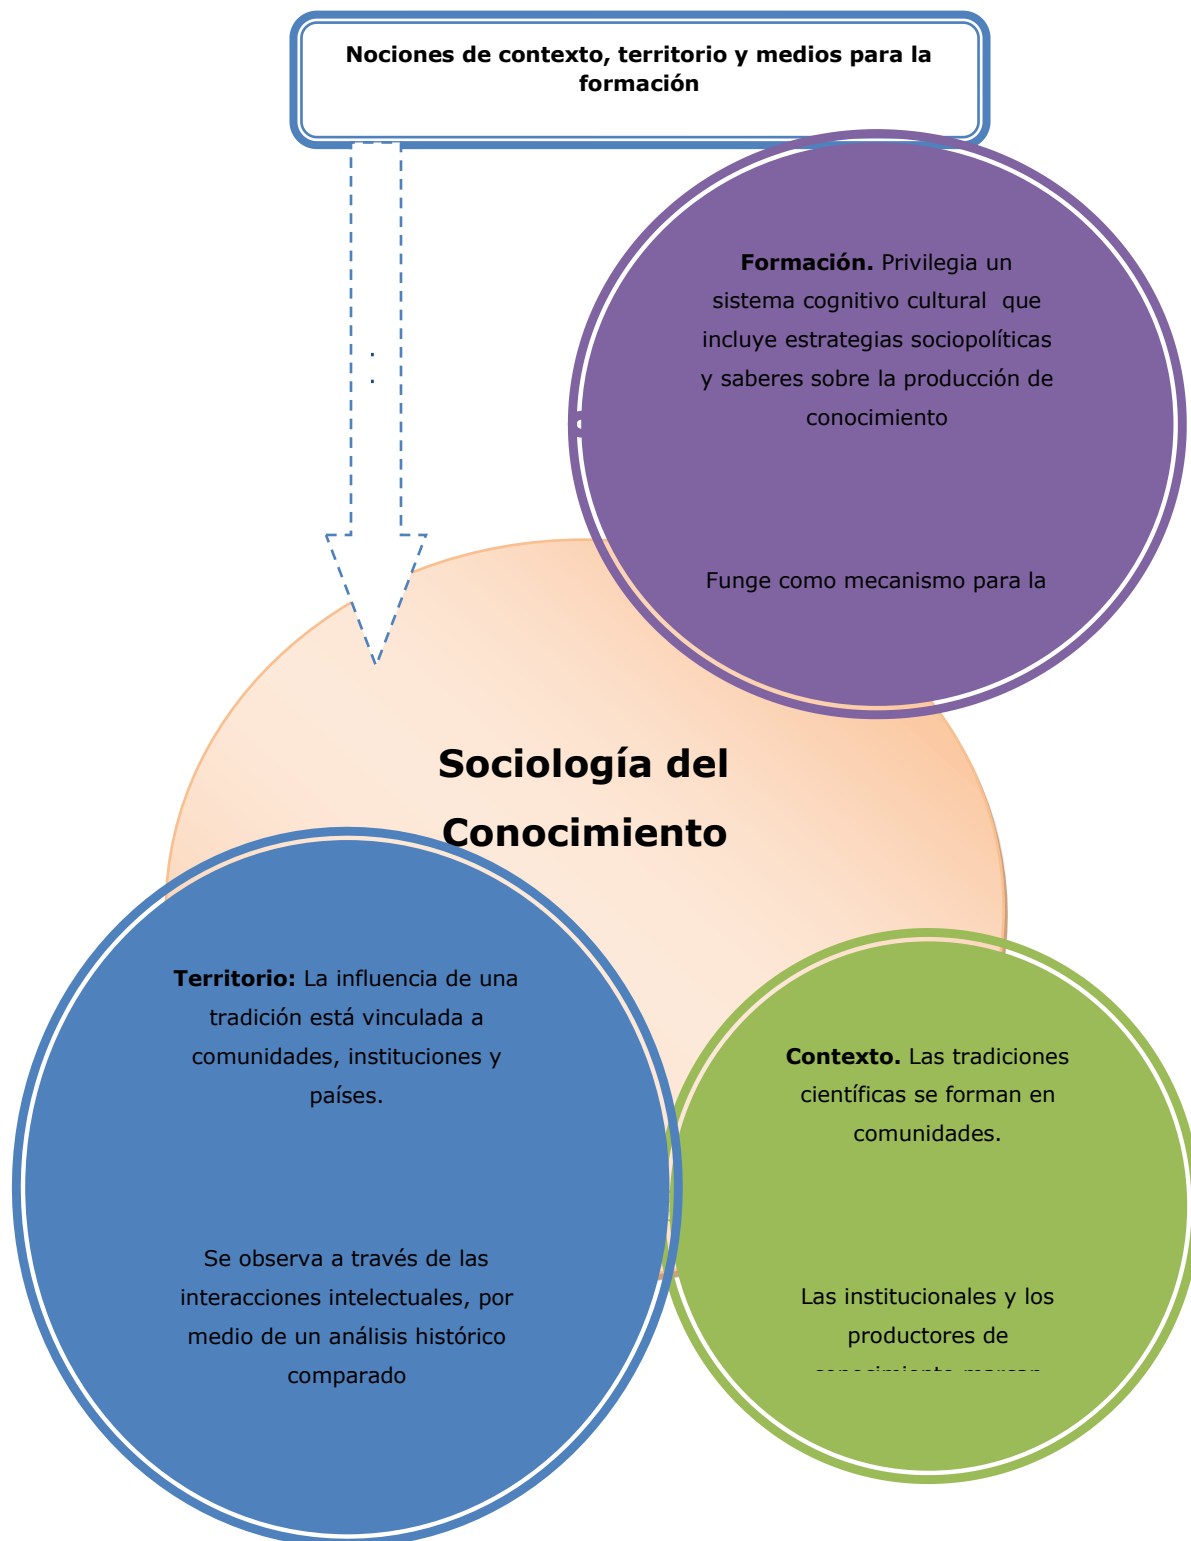 Nociones de contexto, territorio y medios para la
formación
Formación. Privilegia un
sistema cognitivo cultural que
incluye estrategias sociopolíticas
y saberes sobre la producción de
conocimiento
.
.
Funge como mecanismo para la
Sociología del
Conocimiento
Territorio: La influencia de una
tradición está vinculada a
comunidades, instituciones y
países.
Contexto. Las tradiciones
científicas se forman en
comunidades.
Se observa a través de las
interacciones intelectuales, por
medio de un análisis histórico
comparado
Las institucionales y los
productores de
conocimiento marcan